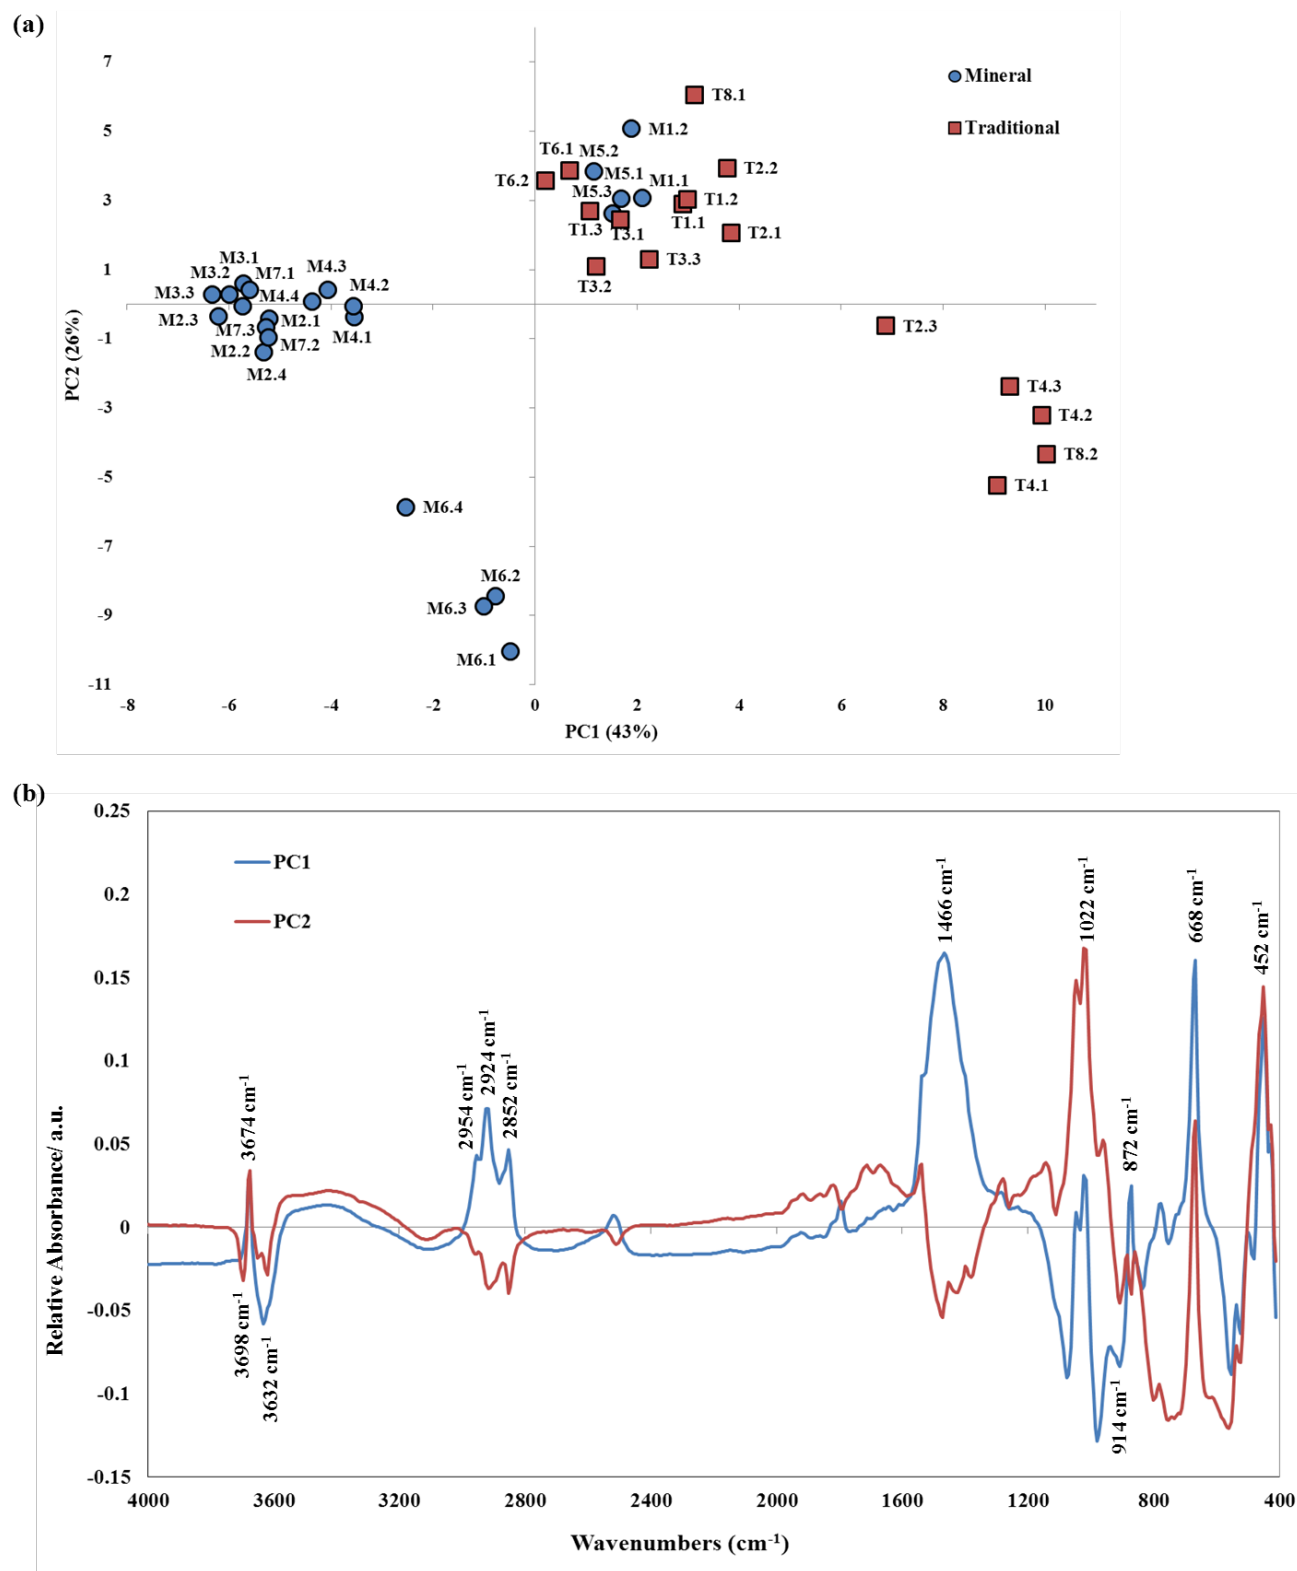 (a)
7
Mineral
T8.1
5
M1.2
Traditional
T6.1 M5.2
T6.2
M5.1
T2.2
M5.3
M1.1
3
T1.2
T1.3
T3.1
T1.1
T2.1
T3.3
T3.2
M3.1
M3.2
M7.1
M4.3
1
M3.3
M4.4
M4.2
M2.3
M7.3
M2.1
M4.1
T2.3
-1
M2.2
M7.2
M2.4
T4.3
-3
T4.2
T8.2
-5
T4.1
M6.4
-7
M6.2
-9
M6.3
M6.1
-11
PC2 (26%)
-8 -6 -4 -2 0 2 4 6 8 10
PC1 (43%)
(b)
0.25
PC1
0.2
PC2
0.15
0.1
0.05
0
-0.05
-0.1
-0.15
3674 cm-1
3698 cm-1
3632 cm-1
2954 cm-1
2924 cm-1
2852 cm-1
1466 cm-1
1022 cm-1
872 cm-1
914 cm-1
668 cm-1
452 cm-1
Relative Absorbance/ a.u.
4000 3600 3200 2800 2400 2000 1600 1200 800 400
Wavenumbers (cm-1)